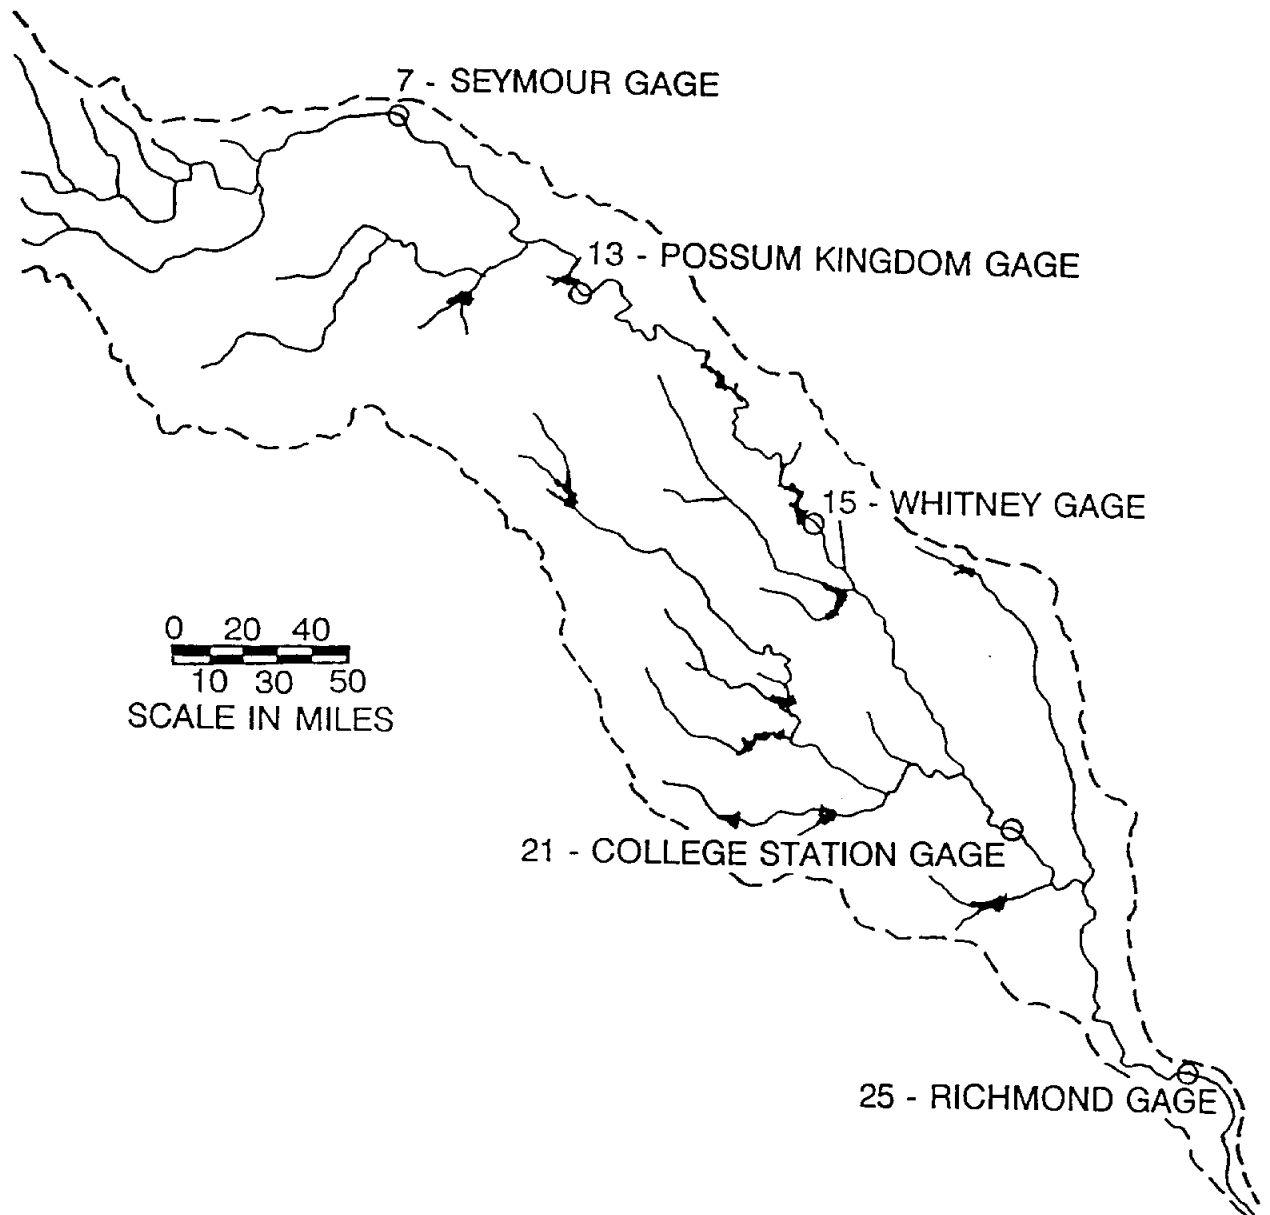 7 - SEYMOUR GAGE
13 - POSSUM KINGDOM GAGE
15 - WHITNEY GAGE
0 20 40
10 30 50
SCALE IN MILES
21 - COLLEGE STATION GAGE
25 - RICHMOND GAGE